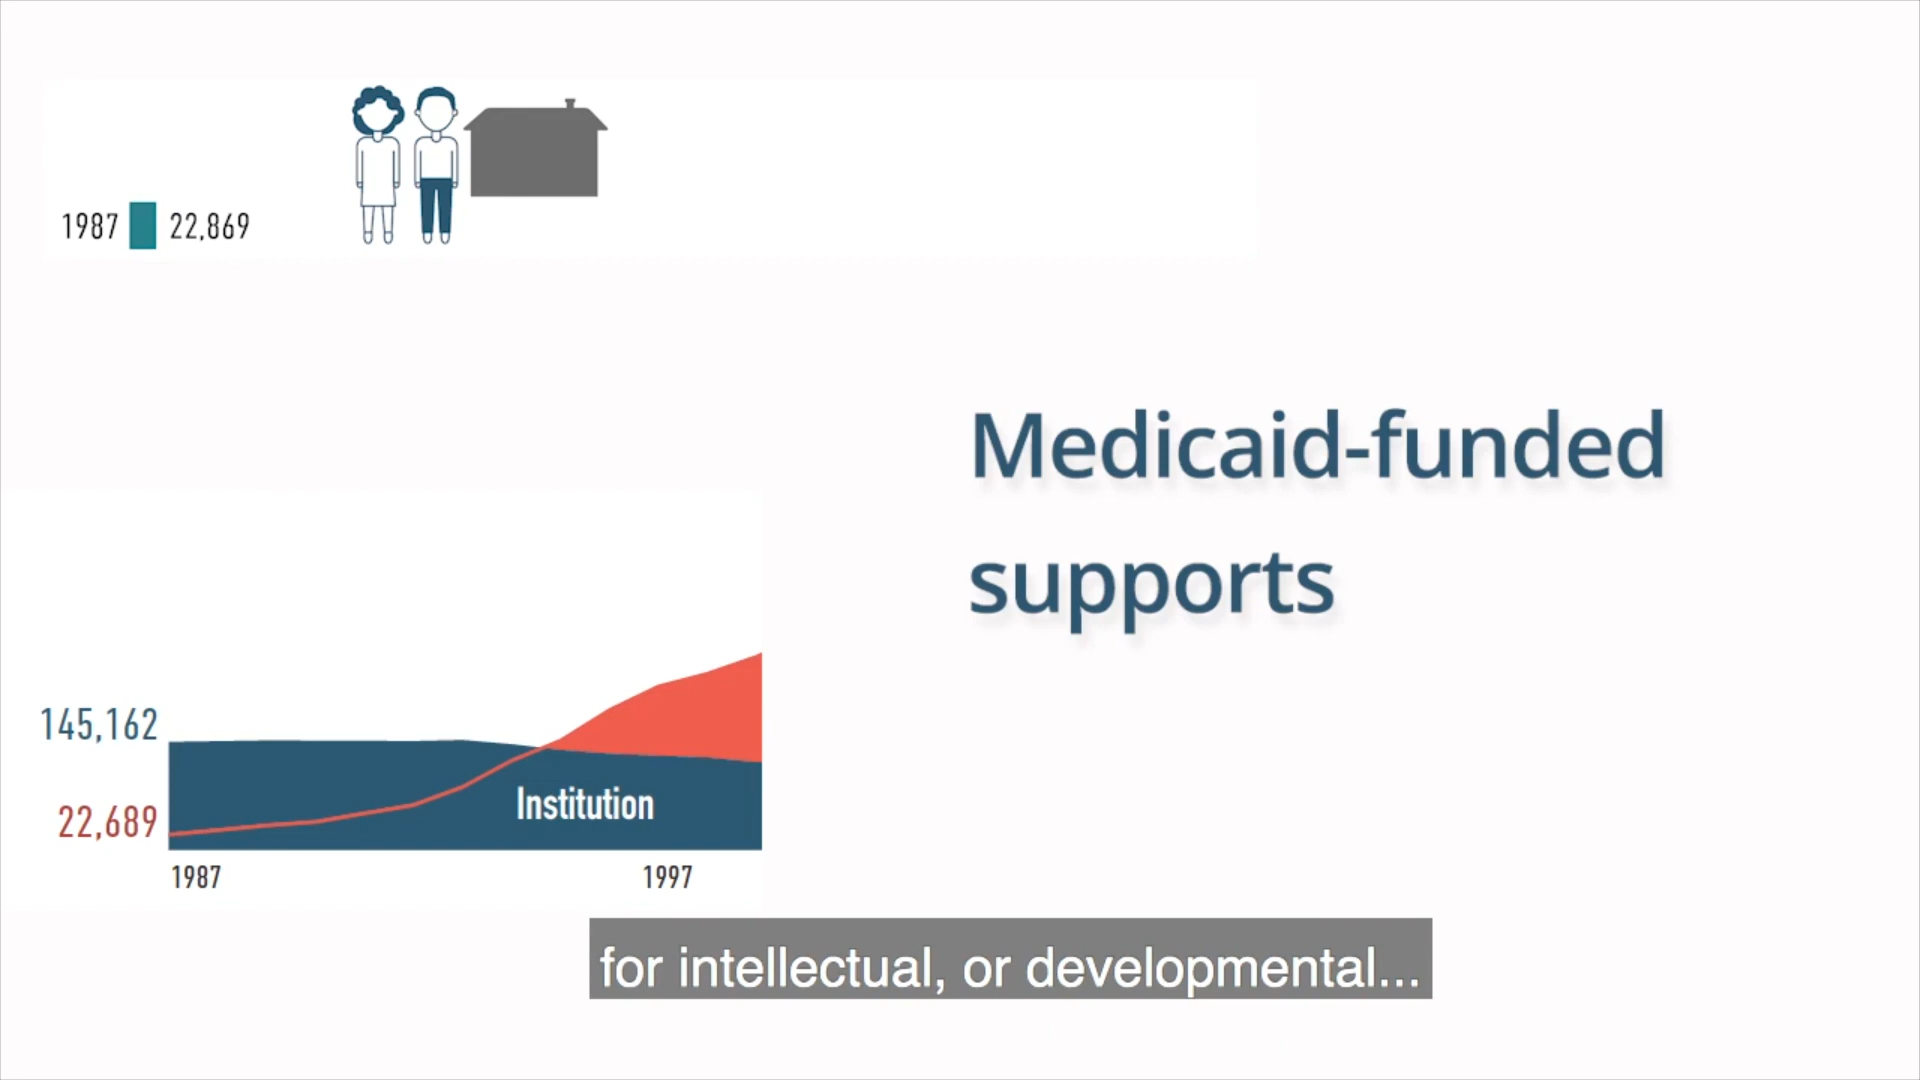 1987 22,869
Medicaid-funded
supports
145,162
22,689
Institution
1987 1997
for intellectual, or developmental...